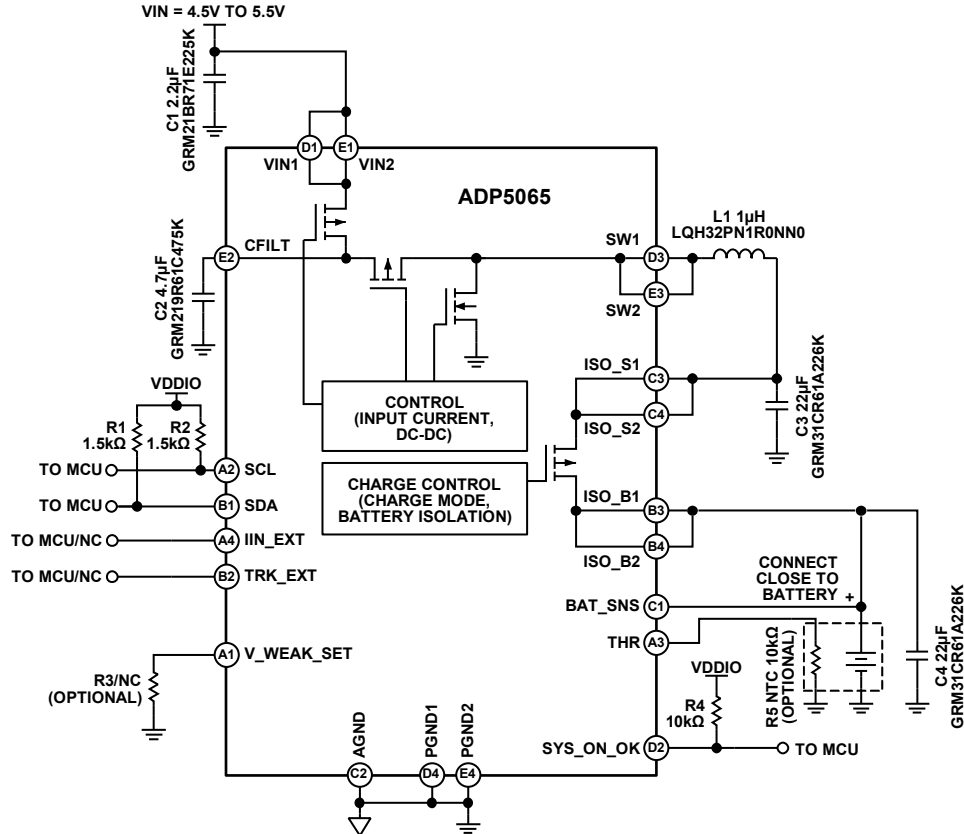 VIN = 4.5V TO 5.5V
C1 2.2µF
GRM21BR71E225K
D1
E1
VIN1
VIN2
ADP5065
L1 1µH
LQH32PN1R0NN0
E2
CFILT
SW1
D3
E3
SW2
C2 4.7µF
GRM219R61C475K
ISO_S1
C3
C4
ISO_S2
C3 22µF
GRM31CR61A226K
VDDIO
R1
1.5kΩ
R2
1.5kΩ
CONTROL
(INPUT CURRENT,
DC-DC)
TO MCU
A2
SCL
CHARGE CONTROL
(CHARGE MODE,
BATTERY ISOLATION)
TO MCU
B1
SDA
ISO_B1
B3
TO MCU/NC
A4
IIN_EXT
B4
ISO_B2
TO MCU/NC
B2
TRK_EXT
CONNECT
CLOSE TO
BATTERY
+
BAT_SNS
C1
THR
A3
A1
V_WEAK_SET
R3/NC
(OPTIONAL)
R5 NTC 10kΩ
(OPTIONAL)
C4 22µF
GRM31CR61A226K
VDDIO
R4
10kΩ
SYS_ON_OK
D2
TO MCU
AGND
PGND1
PGND2
C2
D4
E4